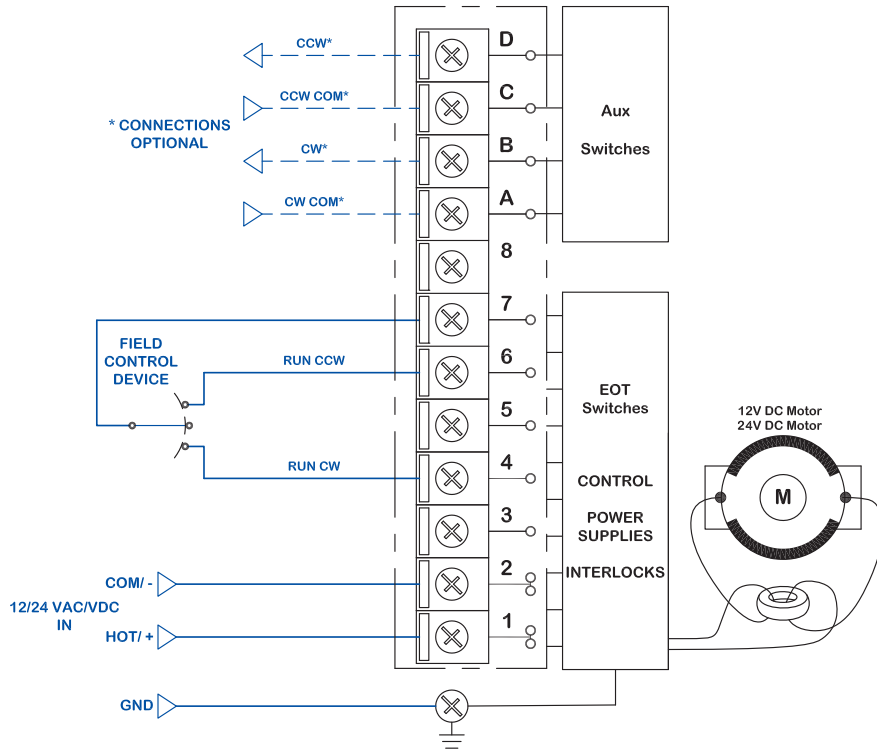 CCW*
D
CCW COM*
C
* CONNECTIONS
OPTIONAL
CW*
B
CW COM*
A
Aux
Switches
8
7
FIELD
CONTROL
DEVICE
RUN CCW
6
5
RUN CW
4
3
COM/ -
2
12/24 VAC/VDC
IN
HOT/ +
1
GND
EOT
Switches
CONTROL
POWER
SUPPLIES
INTERLOCKS
12V DC Motor
24V DC Motor
M